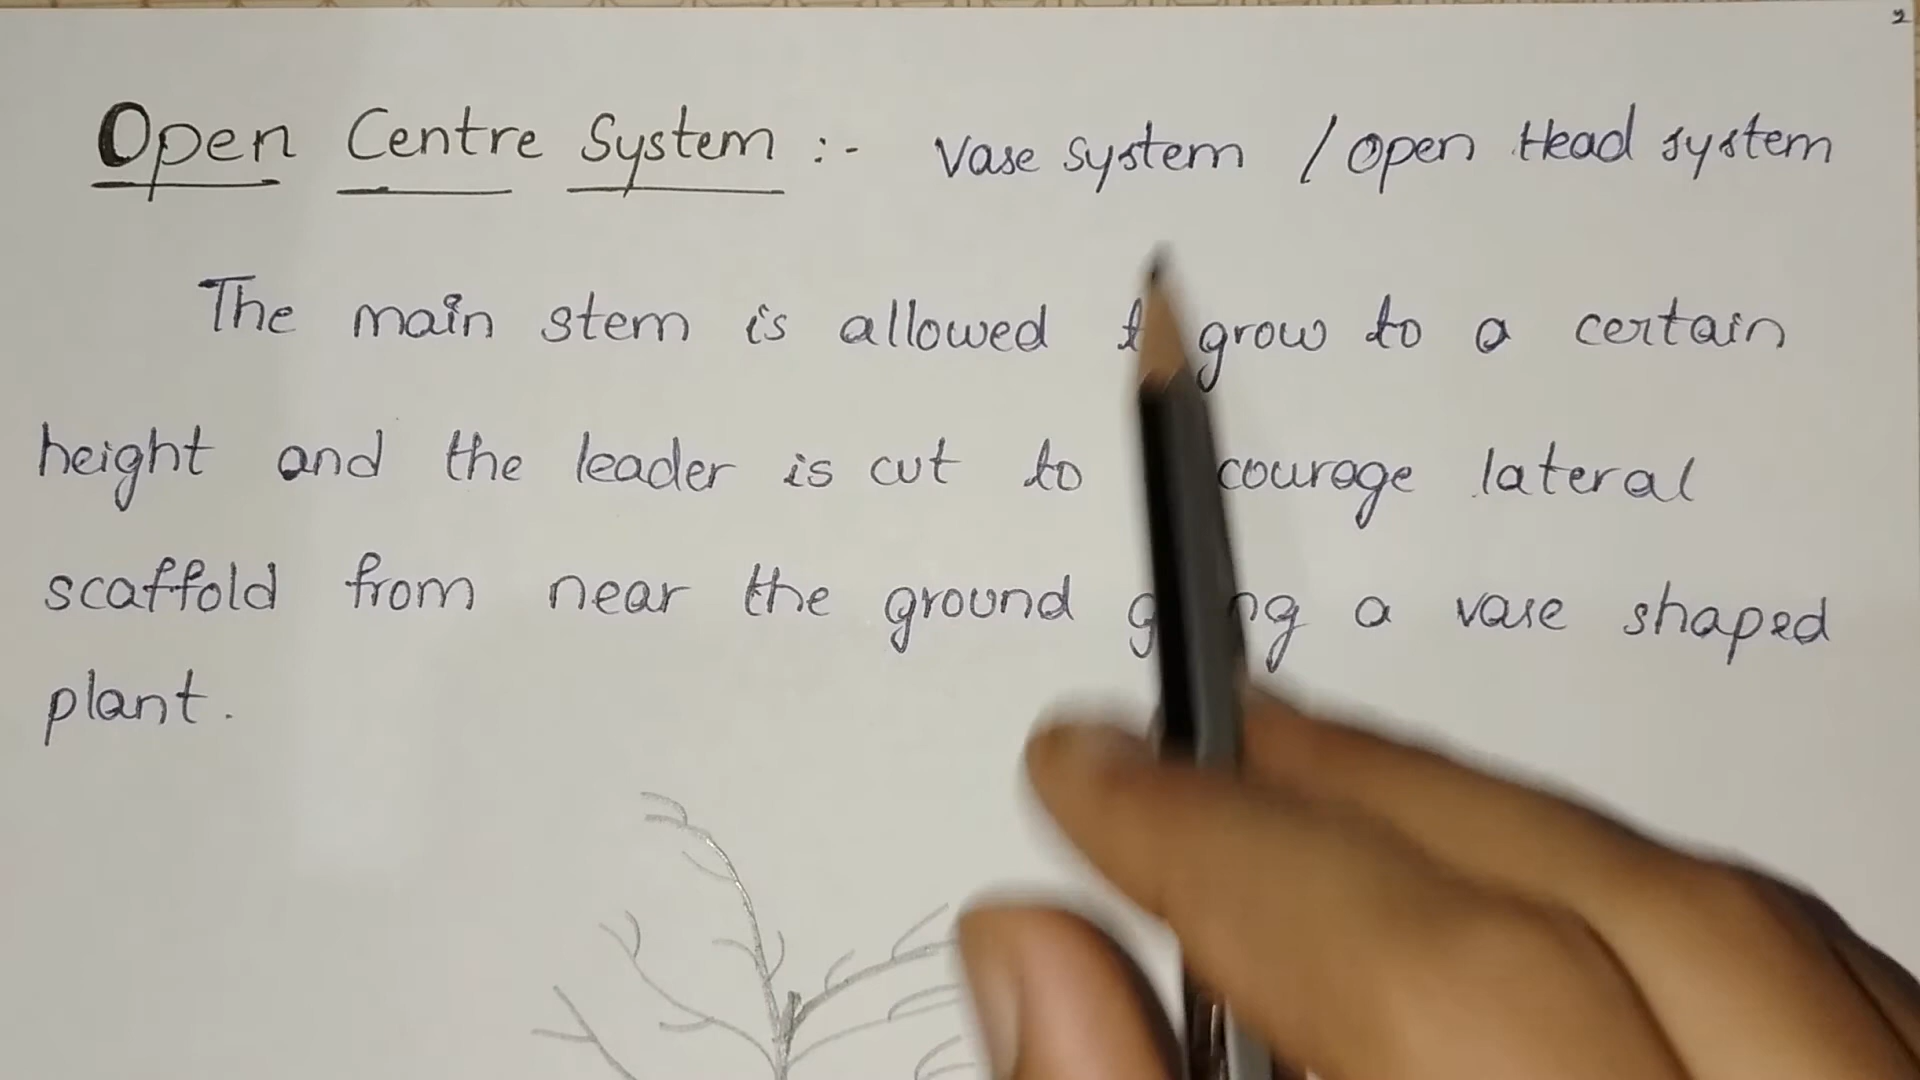 Open Centre System :- Vase system / Open Head system
The main stem is allowed grow to a certain
height and the leader is cut to courage lateral
scaffold from near the ground a vase shaped
plant.